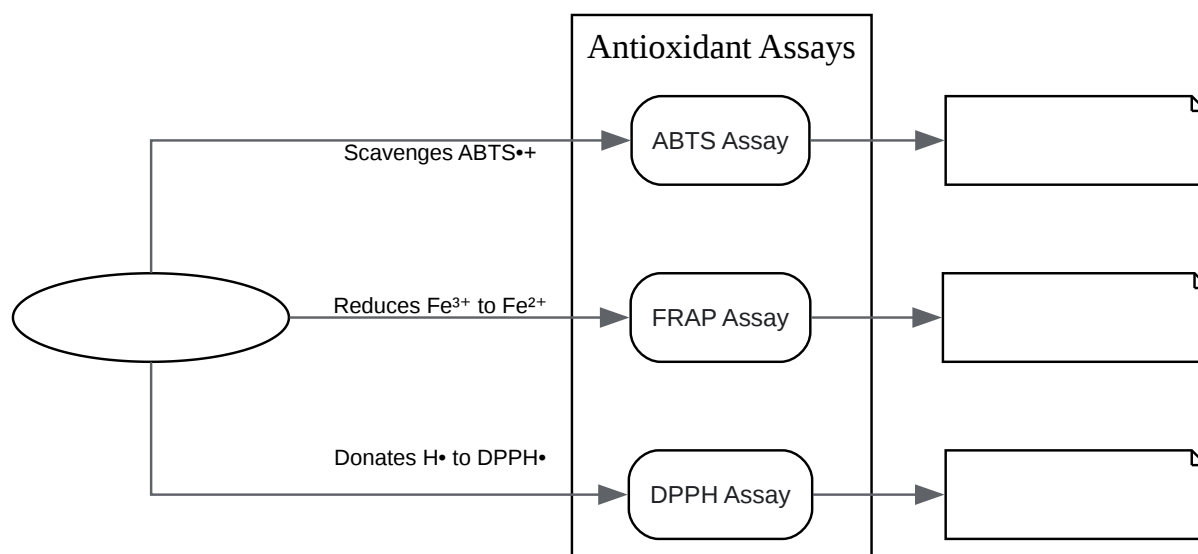 Antioxidant Assays
Scavenges ABTS•+
ABTS Assay
Reduces Fe³⁺ to Fe²⁺
FRAP Assay
Donates H• to DPPH•
DPPH Assay